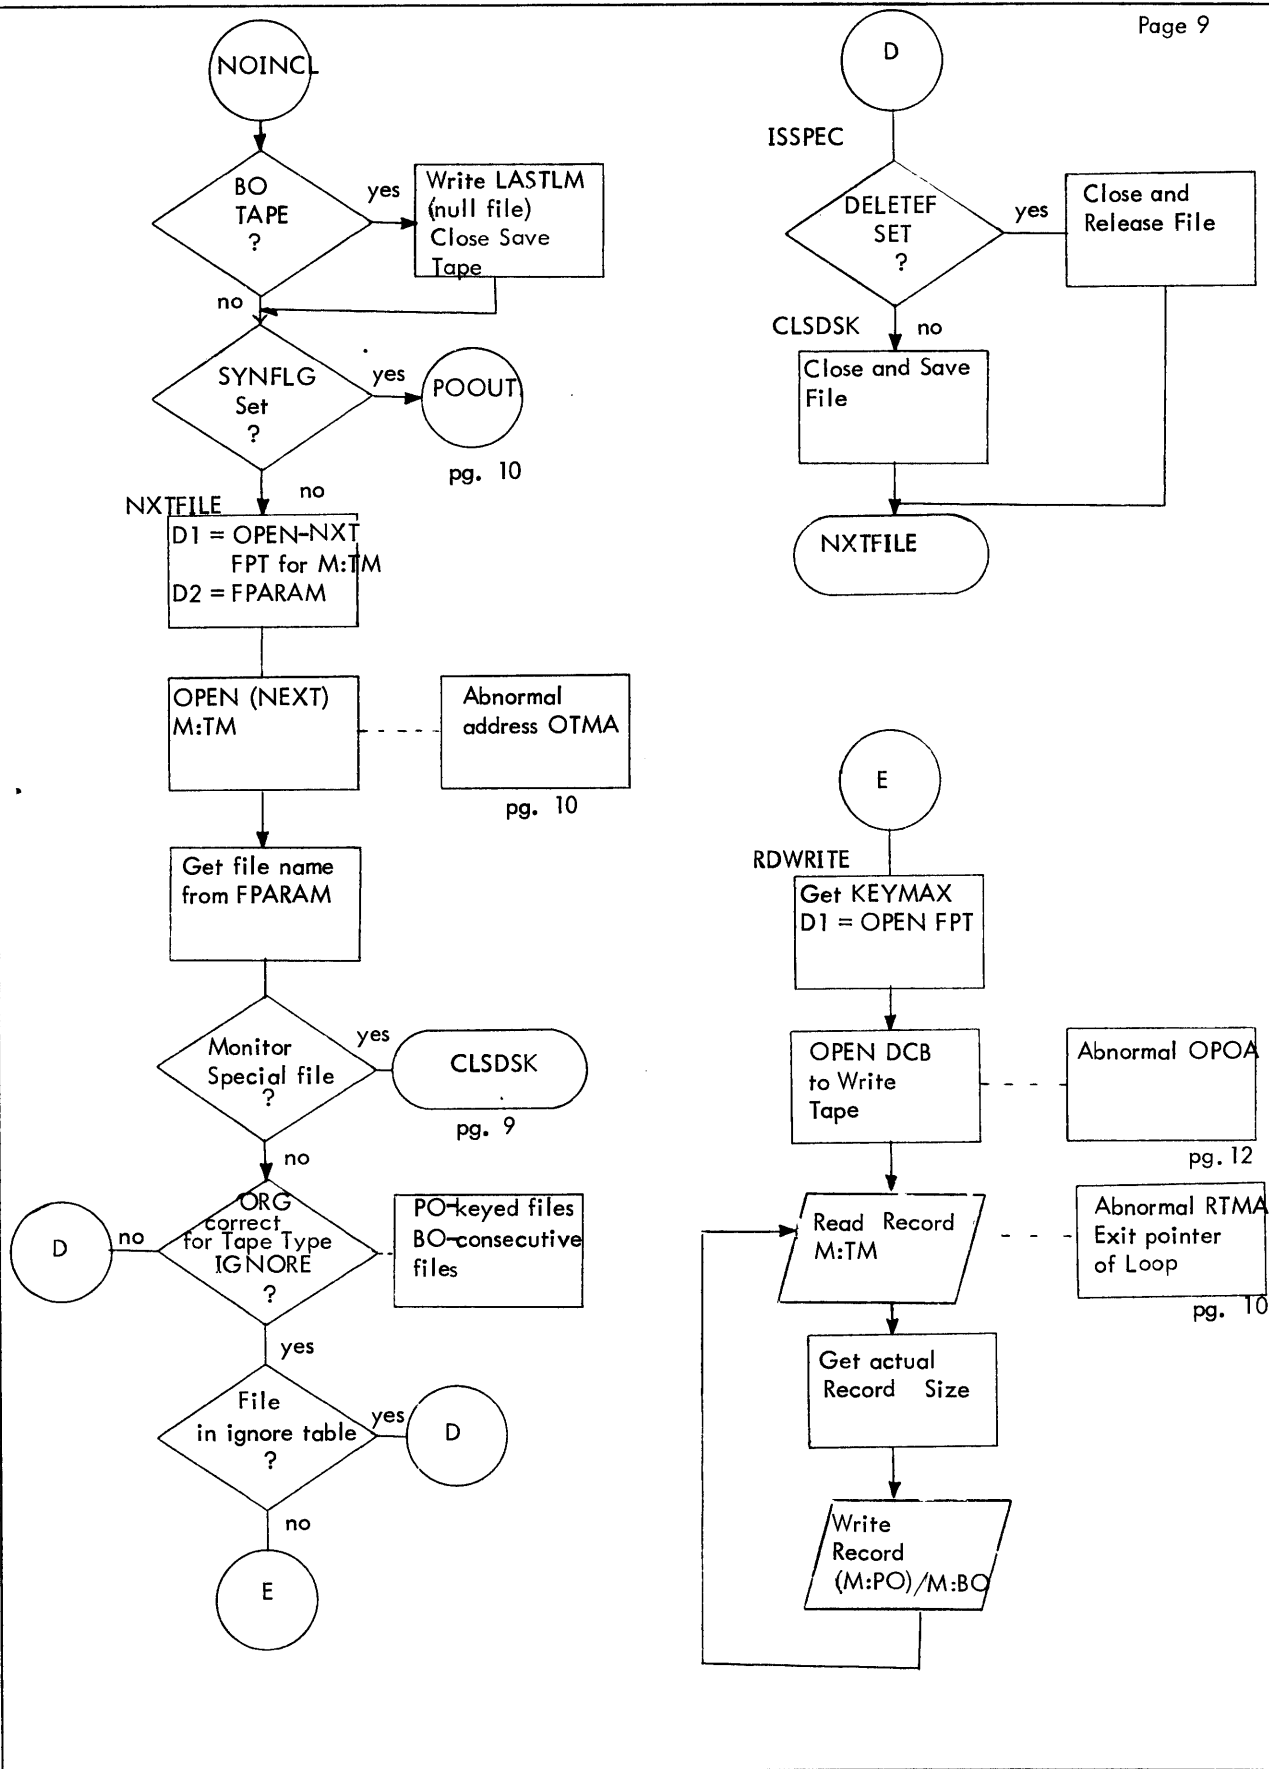 Page 9
NOINCL
BO
TAPE
?
yes
Write LASTLM
(null file)
Close Save
Tape
no
SYNFLG
Set
?
yes
POOUT
pg. 10
no
NXTFILE
D1 = OPEN-NXT
FPT for M:TM
D2 = FPARAM
OPEN (NEXT)
M:TM
Abnormal
address OTMA
pg. 10
Get file name
from FPARAM
Monitor
Special file
?
yes
CLSDSK
pg. 9
no
ORG
correct
for Tape Type
IGNORE
?
no
D
PO-keyed files
BO-consecutive
files
yes
File
in ignore table
?
yes
D
no
E
D
ISSPEC
DELETEF
SET
?
yes
Close and
Release File
CLSDSK
no
Close and Save
File
NXTFILE
E
RDWRITE
Get KEYMAX
D1 = OPEN FPT
OPEN DCB
to Write
Tape
Abnormal OPOA
pg. 12
Read Record
M:TM
Abnormal RTMA
Exit pointer
of Loop
pg. 10
Get actual
Record Size
Write
Record
(M:PO)/M:BO